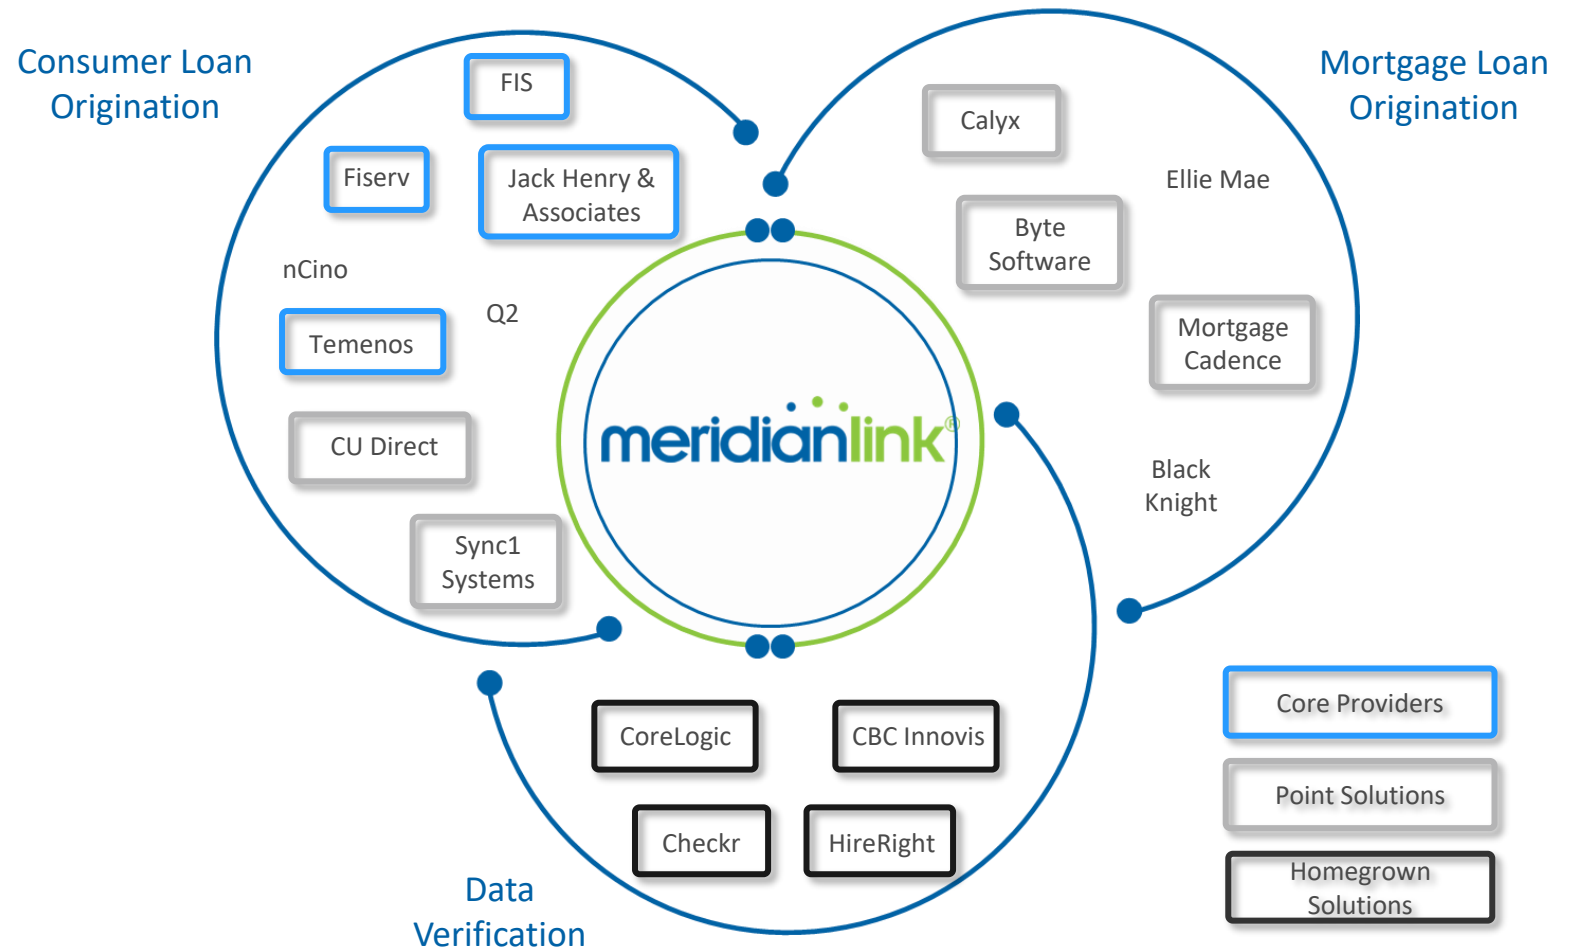 Consumer Loan
Origination
FIS
Fiserv
Jack Henry &
Associates
nCino
Q2
Temenos
CU Direct
Sync1
Systems
Mortgage Loan
Origination
Calyx
Ellie Mae
Byte
Software
Mortgage
Cadence
Black
Knight
meridianlink®
CoreLogic
CBC Innovis
Checkr
HireRight
Data
Verification
Core Providers
Point Solutions
Homegrown
Solutions